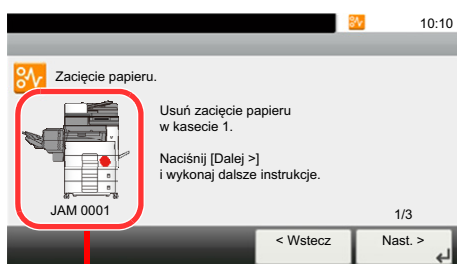 10:10
Zacięcie papieru.
Usuń zacięcie papieru
w kasecie 1.
Naciśnij [Dalej >]
i wykonaj dalsze instrukcje.
JAM 0001
1/3
< Wstecz
Nast. >